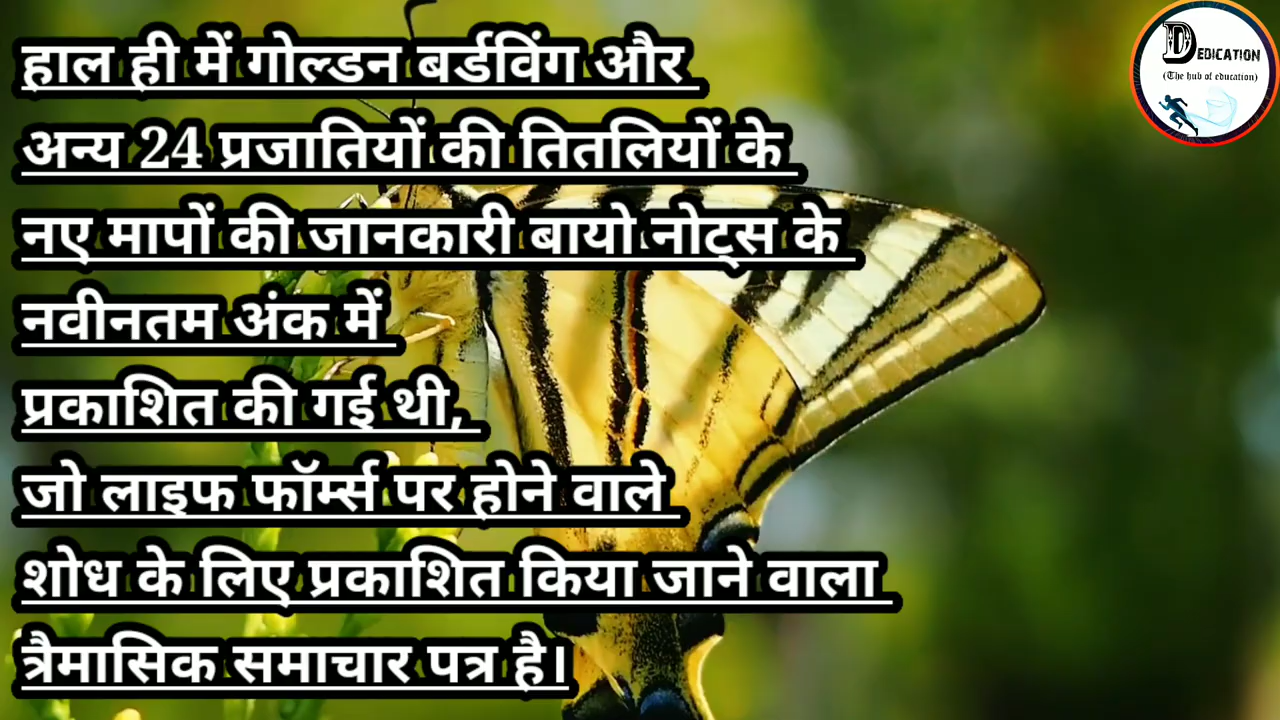 हाल ही में गोल्डन बर्डविंग और
अन्य 24 प्रजातियों की तितलियों के
नए मापों की जानकारी बायो नोट्स के
नवीनतम अंक में
प्रकाशित की गई थी,
जो लाइफ फॉर्म्स पर होने वाले
शोध के लिए प्रकाशित किया जाने वाला
त्रैमासिक समाचार पत्र है।
DEDICATION
(The hub of education)